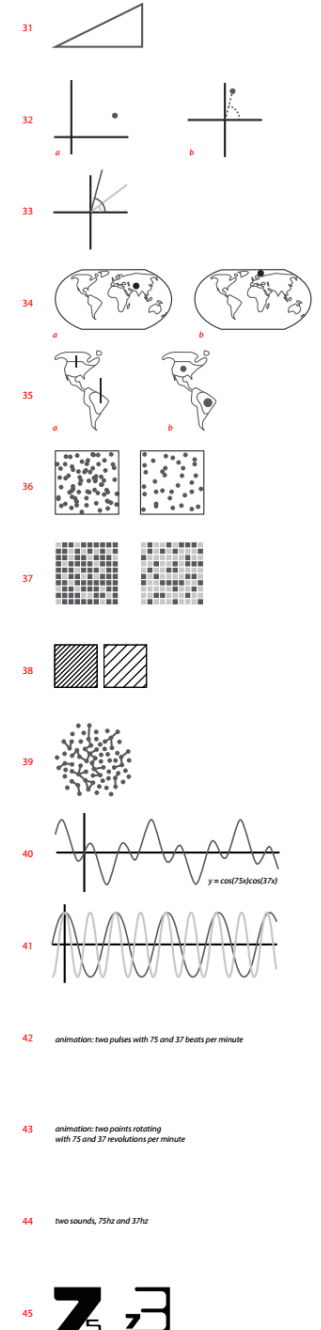 31
32
a
b
33
34
a
b
35
a
b
36
37
38
39
40
y = cos(75x)cos(37x)
41
42
animation: two pulses with 75 and 37 beats per minute
43
animation: two points rotating
with 75 and 37 revolutions per minute
44
two sounds, 75hz and 37hz
45
75 73